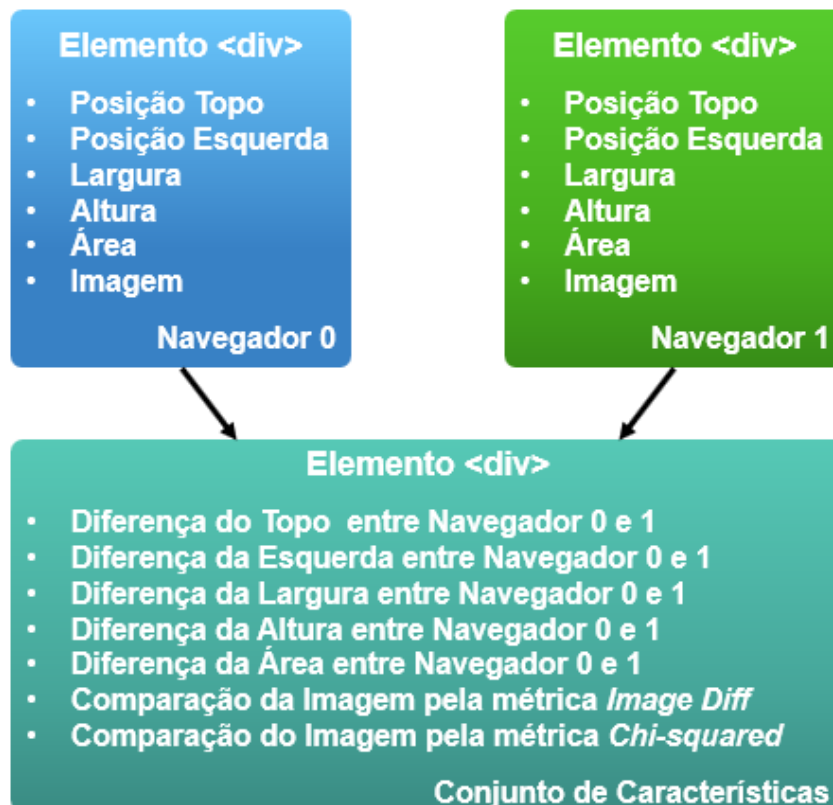 Elemento <div>
• Posição Topo
• Posição Esquerda
• Largura
• Altura
• Área
• Imagem
Navegador 0
Elemento <div>
• Posição Topo
• Posição Esquerda
• Largura
• Altura
• Área
• Imagem
Navegador 1
Elemento <div>
• Diferença do Topo entre Navegador 0 e 1
• Diferença da Esquerda entre Navegador 0 e 1
• Diferença da Largura entre Navegador 0 e 1
• Diferença da Altura entre Navegador 0 e 1
• Diferença da Área entre Navegador 0 e 1
• Comparação da Imagem pela métrica Image Diff
• Comparação do Imagem pela métrica Chi-squared
Conjunto de Característícas